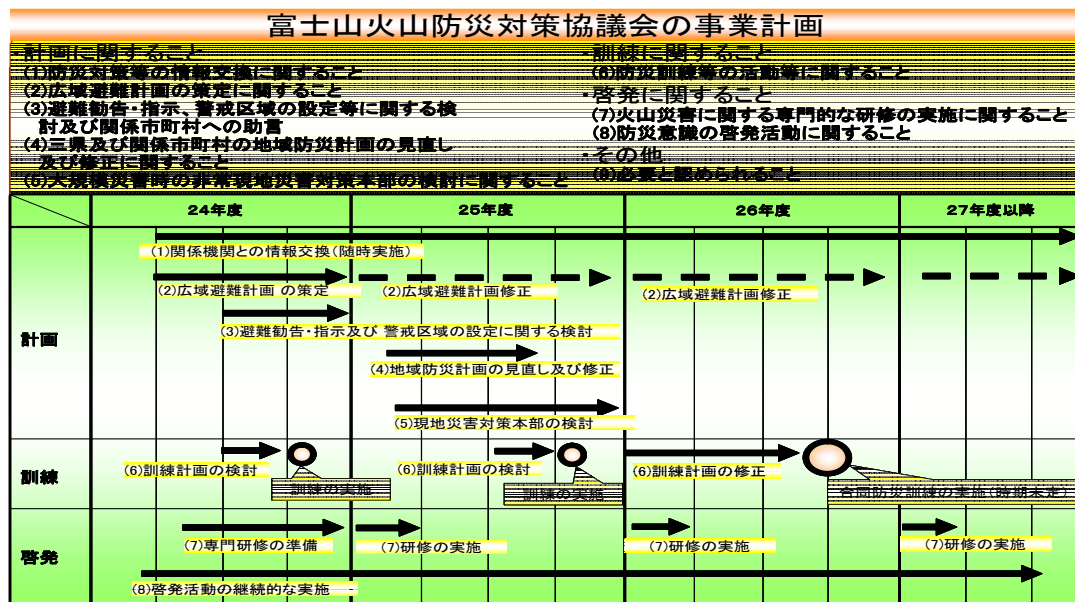 富士山火山防災対策協議会の事業計画
・計画に関すること
(1)防災対策等の情報交換に関すること
(2)広域避難計画の策定に関すること
(3)避難勧告・指示、警戒区域の設定等に関する検
討及び関係市町村への助言
(4)三県及び関係市町村の地域防災計画の見直し
及び修正に関すること
(5)大規模災害時の非常現地災害対策本部の検討に関すること
・訓練に関すること
(6)防災訓練等の活動等に関すること
・啓発に関すること
(7)火山災害に関する専門的な研修の実施に関すること
(8)防災意識の啓発活動に関すること
・その他
(9)必要と認められること
24年度 25年度 26年度 27年度以降
計画
(1)関係機関との情報交換(随時実施)
(2)広域避難計画 の策定 (2)広域避難計画修正 (2)広域避難計画修正
(3)避難勧告・指示及び 警戒区域の設定に関する検討
(4)地域防災計画の見直し及び修正
(5)現地災害対策本部の検討
訓練
(6)訓練計画の検討 (6)訓練計画の検討 (6)訓練計画の修正
訓練の実施 訓練の実施 合同防災訓練の実施(時期未定)
啓発
(7)専門研修の準備 (7)研修の実施 (7)研修の実施 (7)研修の実施
(8)啓発活動の継続的な実施